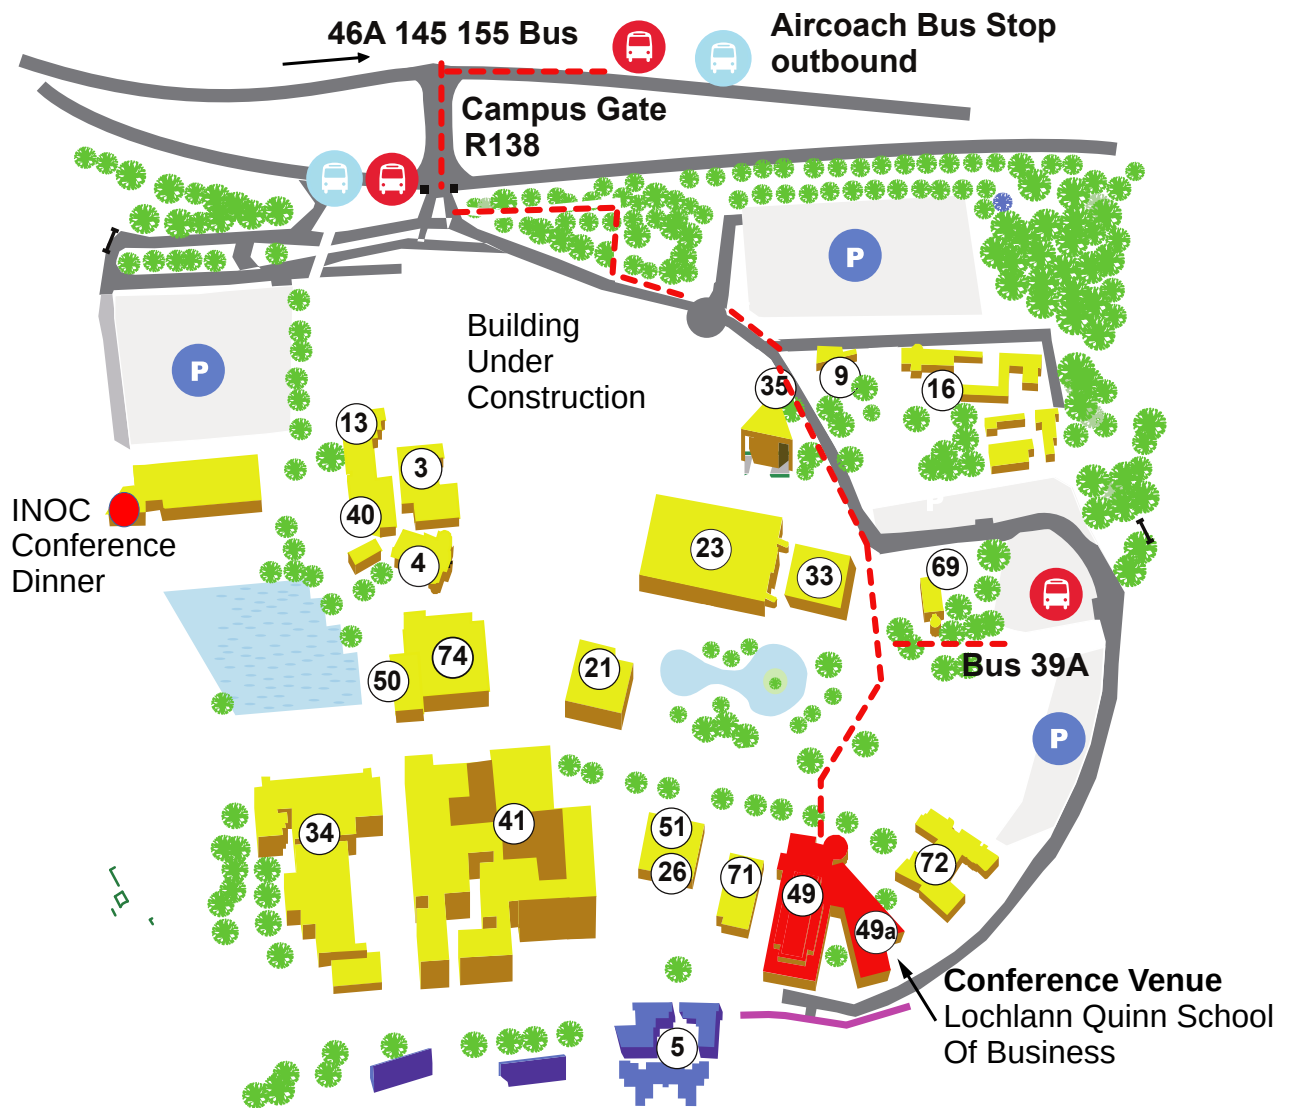 46A 145 155 Bus
Aircoach Bus Stop
outbound
Campus Gate
R138
P
Building
Under
Construction
P
35
9
16
13
3
INOC
Conference
Dinner
40
4
23
33
P
69
50
74
21
Bus 39A
P
34
41
51
26
71
49
49a
72
Conference Venue
Lochlann Quinn School
Of Business
5